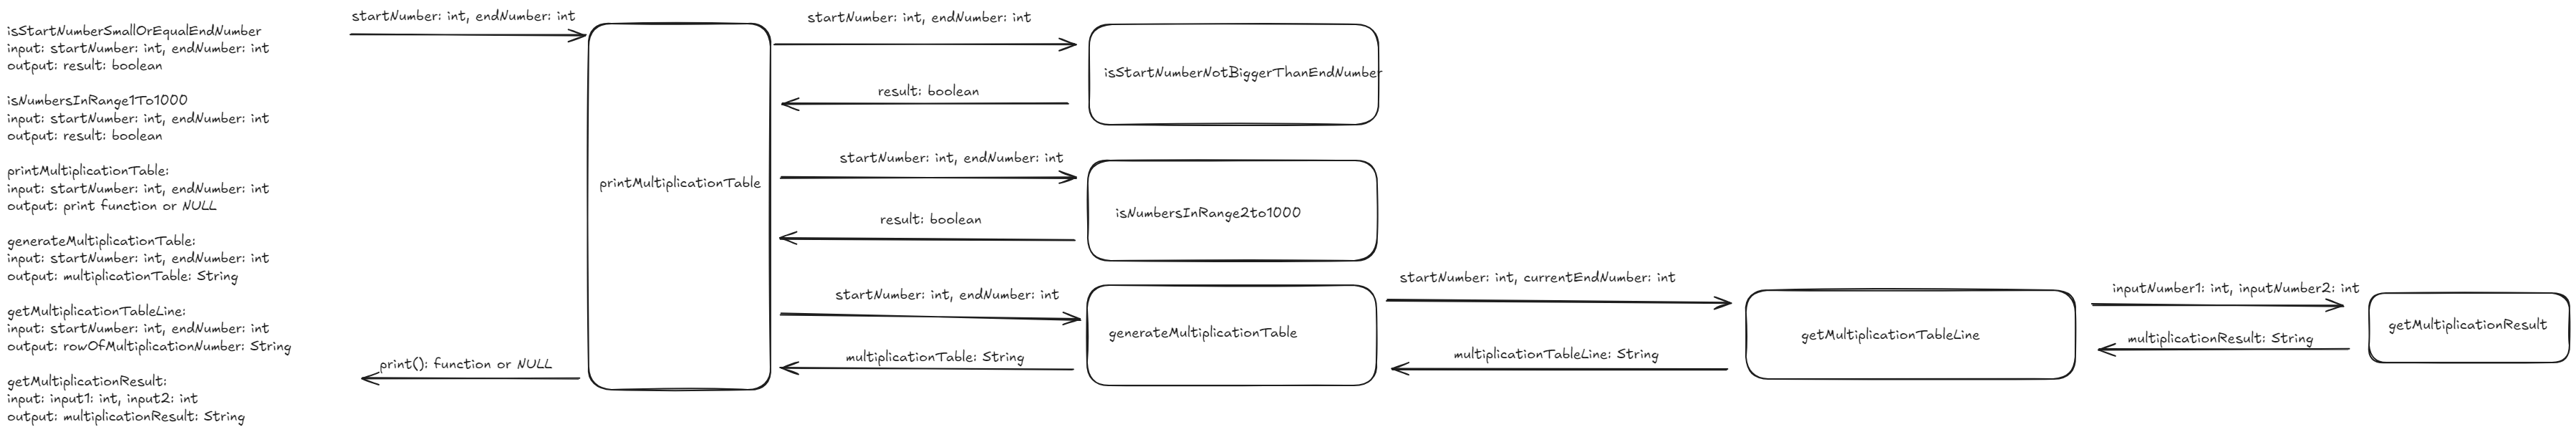 isStartNumberSmallOrEqualEndNumber
input: startNumber: int, endNumber: int
output: result: boolean
isNumbersInRange1To1000
input: startNumber: int, endNumber: int
output: result: boolean
printMultiplicationTable:
input: startNumber: int, endNumber: int
output: print function or NULL
generateMultiplicationTable:
input: startNumber: int, endNumber: int
output: multiplicationTable: String
getMultiplicationTableLine:
input: startNumber: int, endNumber: int
output: rowOfMultiplicationNumber: String
getMultiplicationResult:
input: input1: int, input2: int
output: multiplicationResult: String
startNumber: int, endNumber: int
printMultiplicationTable
print(): function or NULL
startNumber: int, endNumber: int
isStartNumberNotBiggerThanEndNumber
result: boolean
startNumber: int, endNumber: int
isNumbersInRange2to1000
result: boolean
startNumber: int, endNumber: int
generateMultiplicationTable
multiplicationTable: String
startNumber: int, currentEndNumber: int
getMultiplicationTableLine
multiplicationTableLine: String
inputNumber1: int, inputNumber2: int
getMultiplicationResult
multiplicationResult: String